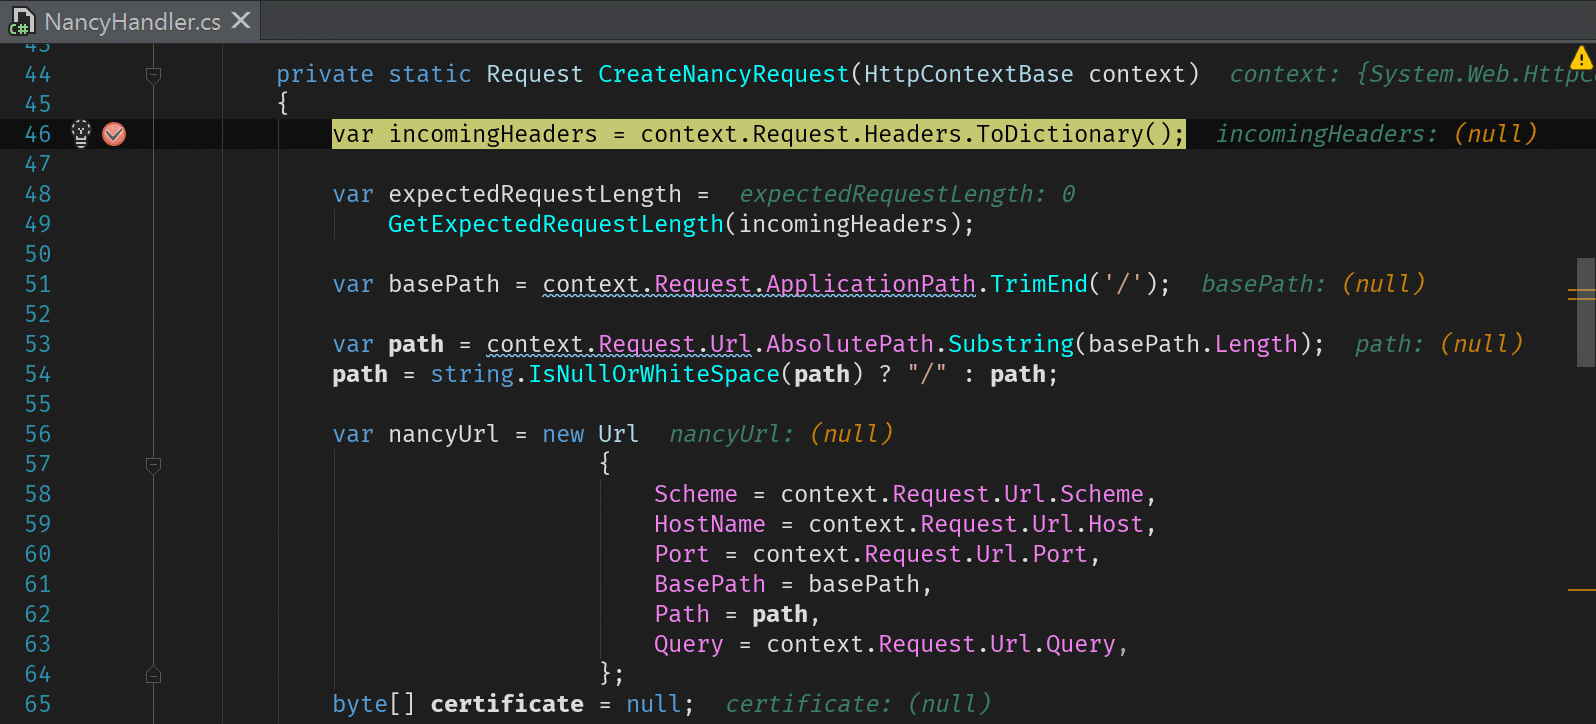 C# NancyHandler.cs
43
44 private static Request CreateNancyRequest(HttpContextBase context) context: {System.Web.HttpC
45 {
46 var incomingHeaders = context.Request.Headers.ToDictionary(); incomingHeaders: (null)
47
48 var expectedRequestLength = expectedRequestLength: 0
49 GetExpectedRequestLength(incomingHeaders);
50
51 var basePath = context.Request.ApplicationPath.TrimEnd('/'); basePath: (null)
52
53 var path = context.Request.Url.AbsolutePath.Substring(basePath.Length); path: (null)
54 path = string.IsNullOrWhiteSpace(path) ? "/" : path;
55
56 var nancyUrl = new Url nancyUrl: (null)
57 {
58 Scheme = context.Request.Url.Scheme,
59 HostName = context.Request.Url.Host,
60 Port = context.Request.Url.Port,
61 BasePath = basePath,
62 Path = path,
63 Query = context.Request.Url.Query,
64 };
65 byte[] certificate = null; certificate: (null)